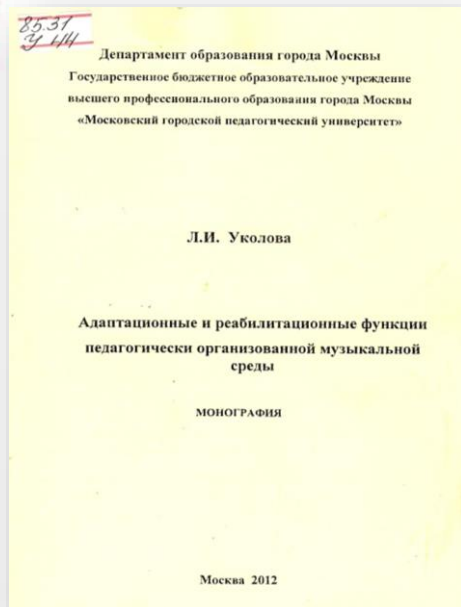 85.31
У 44
Департамент образования города Москвы
Государственное бюджетное образовательное учреждение
высшего профессионального образования города Москвы
«Московский городской педагогический университет»
Л.И. Уколова
Адаптационные и реабилитационные функции
педагогически организованной музыкальной
среды
МОНОГРАФИЯ
Москва 2012